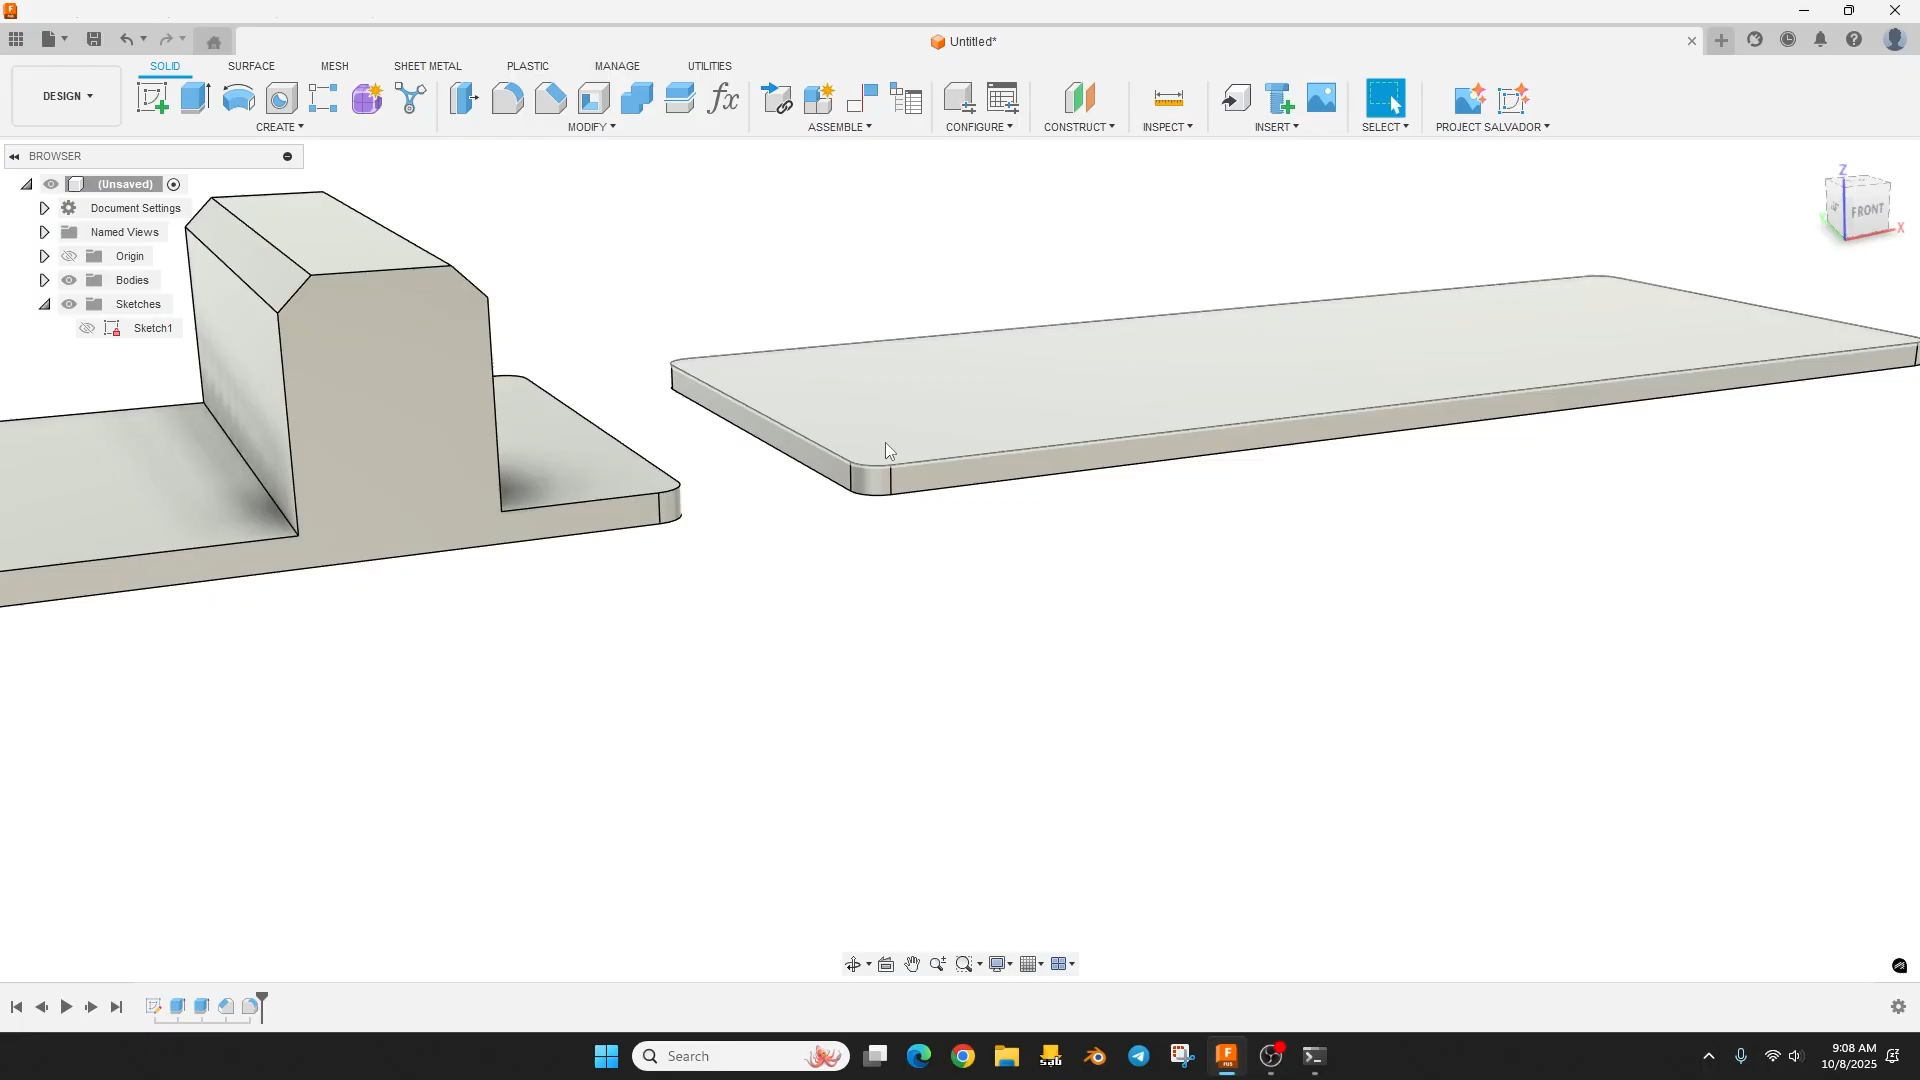 Untitled*
DESIGN
SOLID
SURFACE
MESH
SHEET METAL
PLASTIC
MANAGE
UTILITIES
fx
CREATE
MODIFY
ASSEMBLE
CONFIGURE
CONSTRUCT
INSPECT
INSERT
SELECT
PROJECT SALVADOR
BROWSER
(Unsaved)
Document Settings
Named Views
Origin
Bodies
Sketches
Sketch1
Z
FRONT
X
Search
9:08 AM
10/8/2025